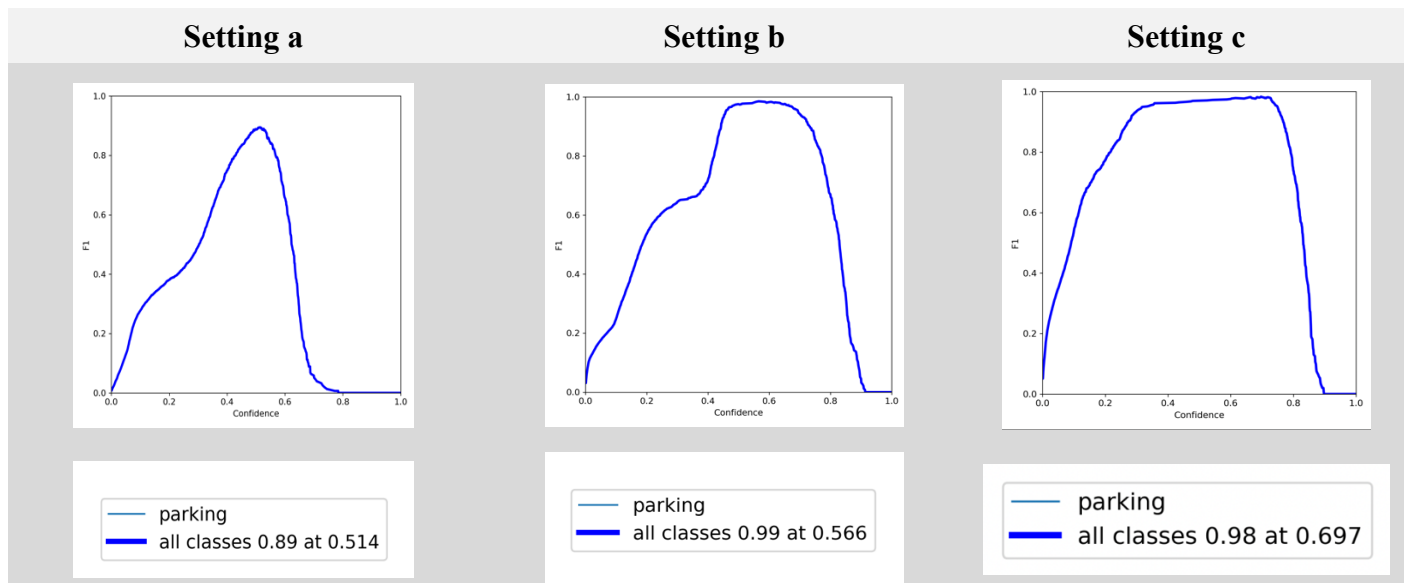 Setting a
Setting b
Setting c
1.0
0.8
0.6
0.4
0.2
0.0
F1
0.0 0.2 0.4 0.6 0.8 1.0
Confidence
1.0
0.8
0.6
0.4
0.2
0.0
F1
0.0 0.2 0.4 0.6 0.8 1.0
Confidence
1.0
0.8
0.6
0.4
0.2
0.0
F1
0.0 0.2 0.4 0.6 0.8 1.0
Confidence
parking
all classes 0.89 at 0.514
parking
all classes 0.99 at 0.566
parking
all classes 0.98 at 0.697